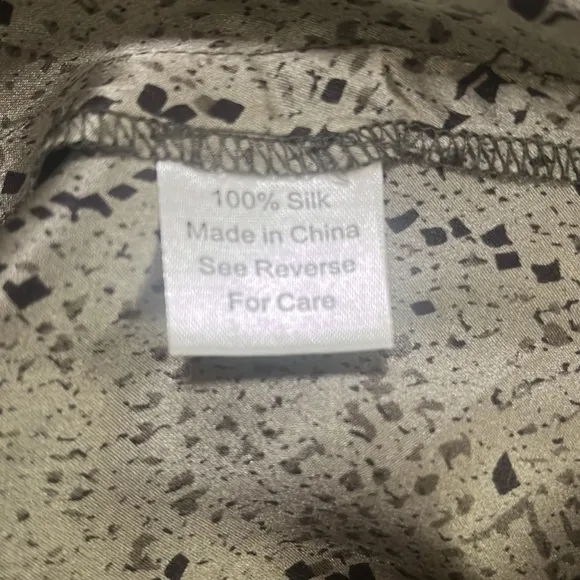 100% Silk
Made in China
See Reverse
For Care